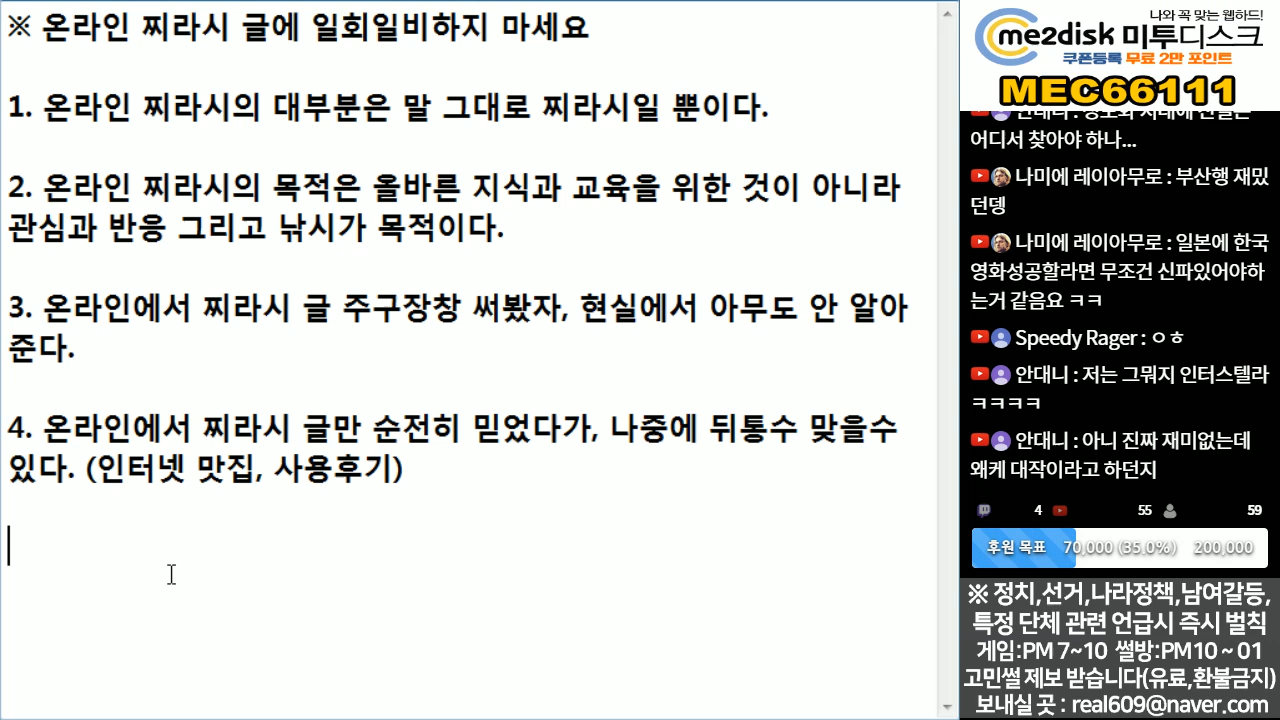 ※ 온라인 찌라시 글에 일회일비하지 마세요
1. 온라인 찌라시의 대부분은 말 그대로 찌라시일 뿐이다.
2. 온라인 찌라시의 목적은 올바른 지식과 교육을 위한 것이 아니라
관심과 반응 그리고 낚시가 목적이다.
3. 온라인에서 찌라시 글 주구장창 써봤자, 현실에서 아무도 안 알아
준다.
4. 온라인에서 찌라시 글만 순전히 믿었다가, 나중에 뒤통수 맞을수
있다. (인터넷 맛집, 사용후기)
나와 꼭 맞는 웹하드!
me2disk 미투디스크
쿠폰등록 무료 2만 포인트
MEC66111
어디서 찾아야 하나...
나미에 레이아무로 : 부산행 재밌
던뎅
나미에 레이아무로 : 일본에 한국
영화성공할라면 무조건 신파있어야하
는거 같음요 ㅋㅋ
Speedy Rager : ㅇㅎ
안대니 : 저는 그뭐지 인터스텔라
ㅋㅋㅋㅋ
안대니 : 아니 진짜 재미없는데
왜케 대작이라고 하던지
4 55 59
후원 목표 70,000 (35.0%) 200,000
※ 정치,선거,나라정책,남여갈등,
특정 단체 관련 언급시 즉시 벌칙
게임:PM 7~10 썰방:PM10 ~ 01
고민썰 제보 받습니다(유료,환불금지)
보내실 곳 : real609@naver.com